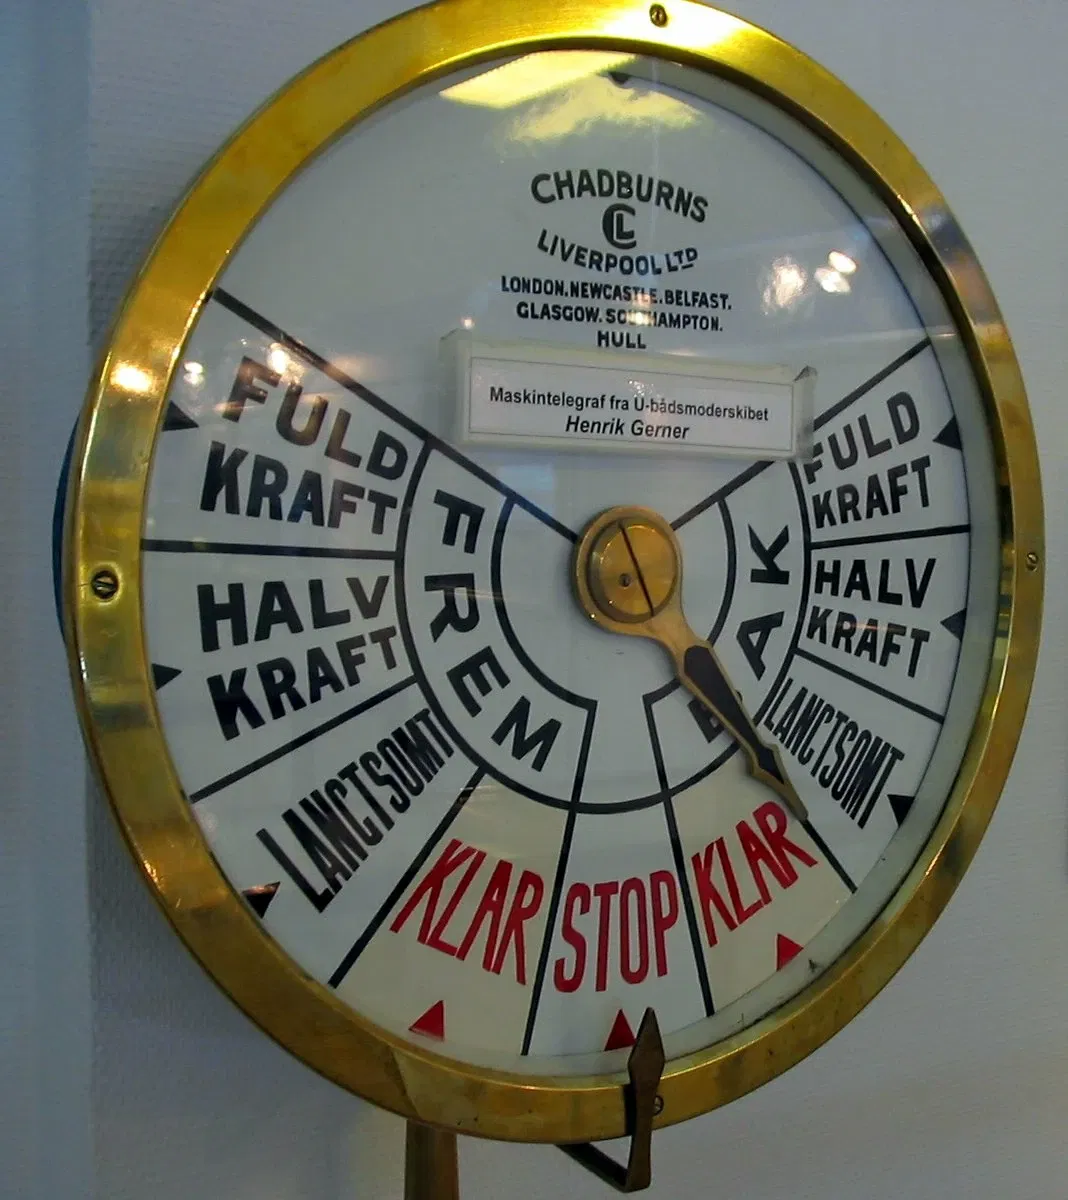 CHADBURNS
CL
LIVERPOOL LTD
LONDON.NEWCASTLE.BELFAST.
GLASGOW. SOUTHAMPTON.
HULL
Maskintelegraf fra U-bådsmoderskibet
Henrik Gerner
FULD
KRAFT
HALV
KRAFT
LANGTSOMT
KLAR
STOP
KLAR
LANGTSOMT
HALV
KRAFT
FULD
KRAFT
FREM
BAK